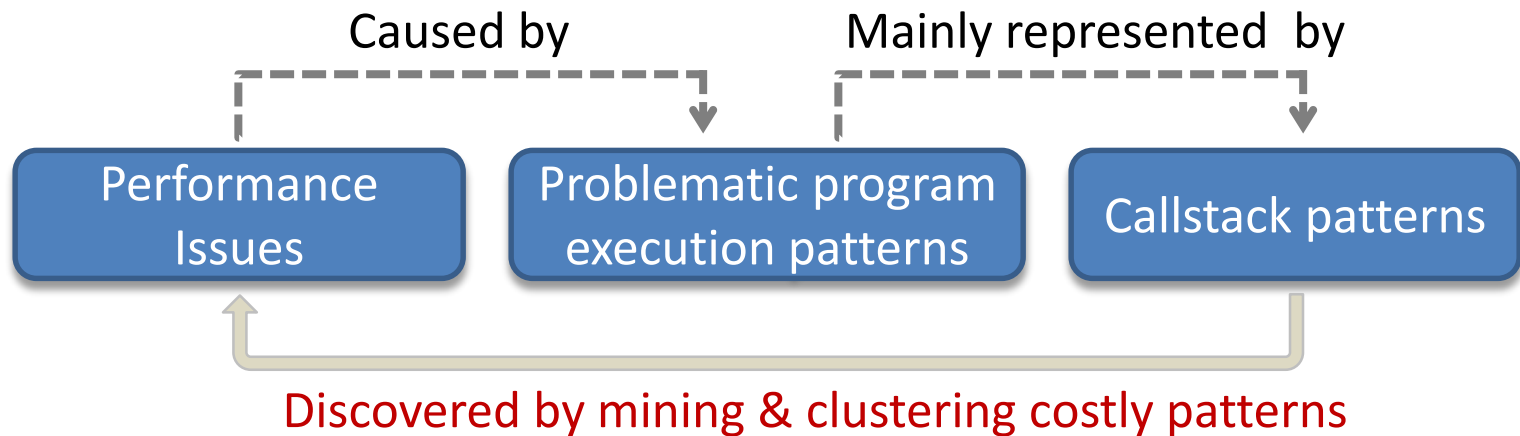 Caused by
Mainly represented  by
Performance
Issues
Problematic program
execution patterns
Callstack patterns
Discovered by mining & clustering costly patterns